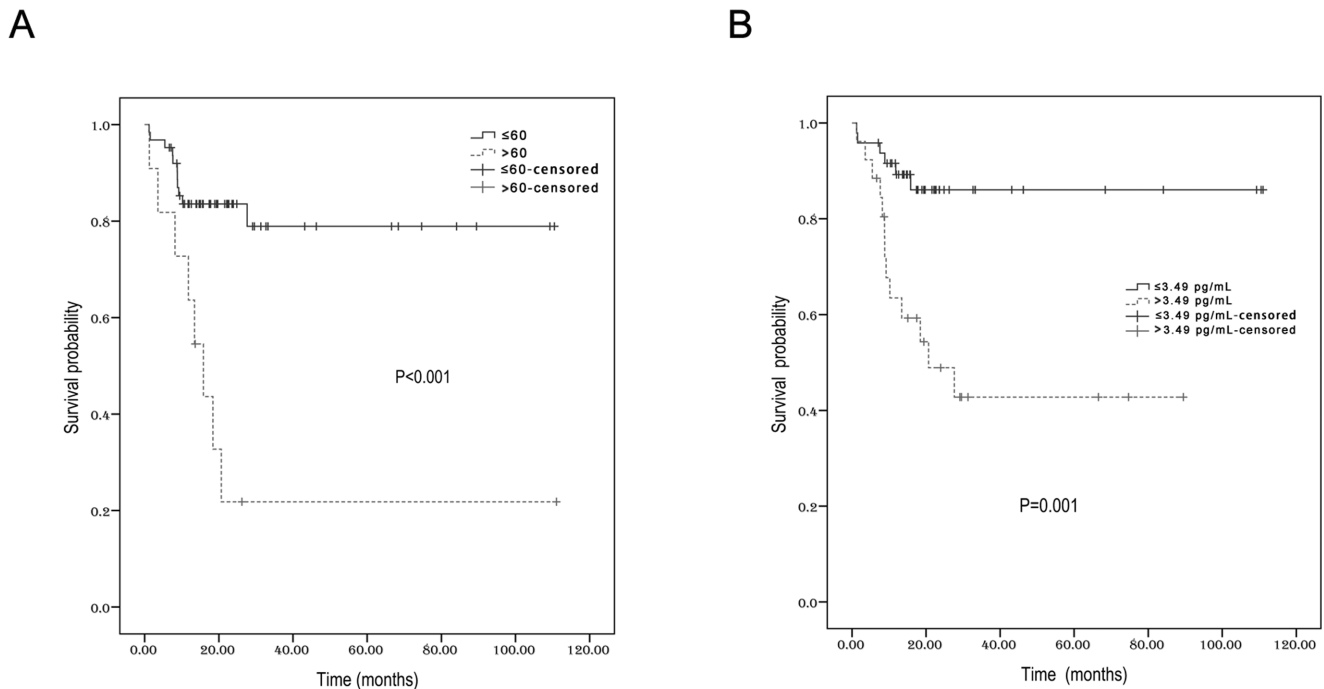 A
Survival probability
1.0
0.8
0.6
0.4
0.2
0.0
≤60
>60
≤60-censored
>60-censored
P<0.001
0.00 20.00 40.00 60.00 80.00 100.00 120.00
Time (months)
B
Survival probability
1.0
0.8
0.6
0.4
0.2
0.0
≤3.49 pg/mL
>3.49 pg/mL
≤3.49 pg/mL-censored
>3.49 pg/mL-censored
P=0.001
0.00 20.00 40.00 60.00 80.00 100.00 120.00
Time (months)